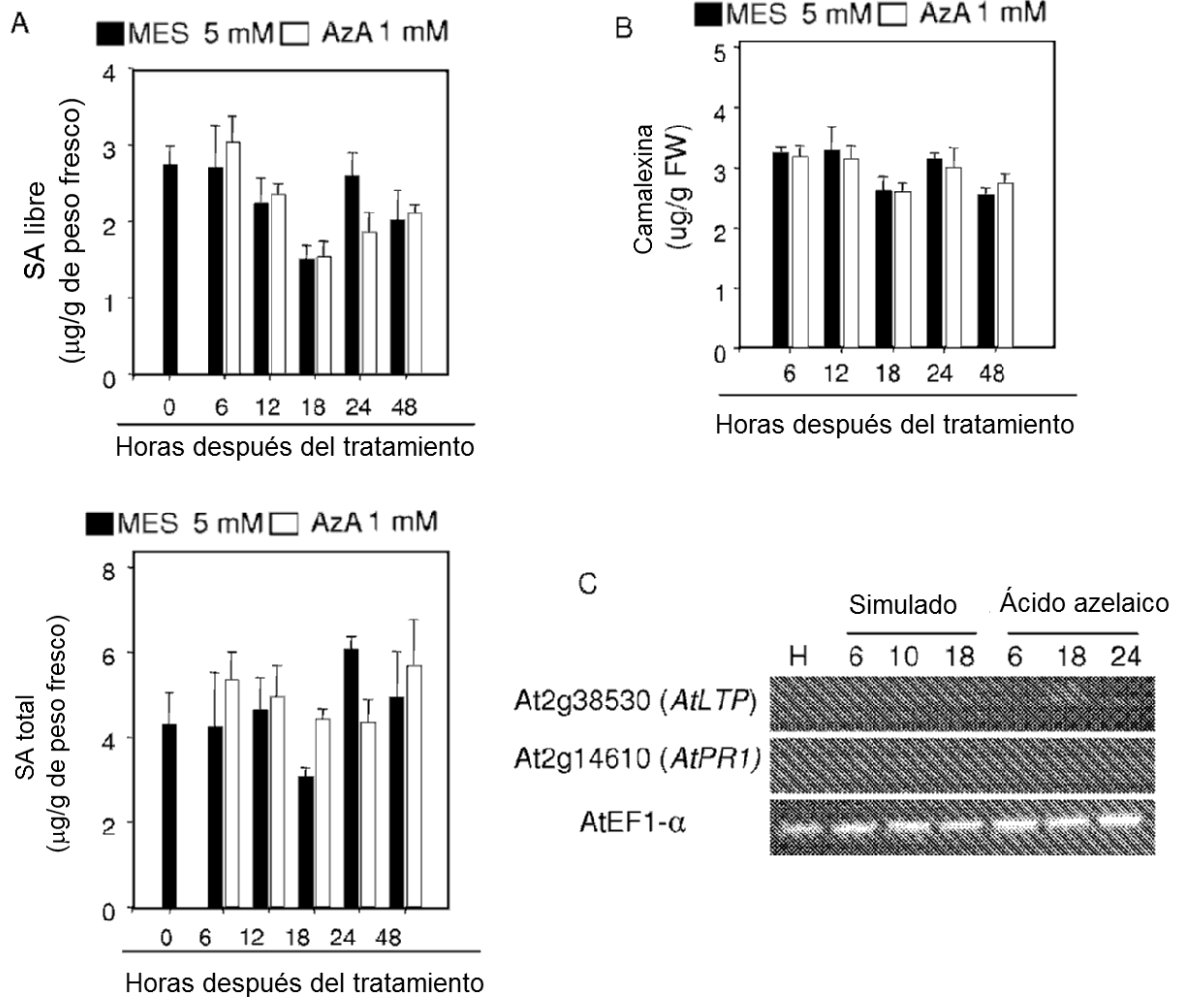 A
MES 5 mM AzA 1 mM
4
3
2
1
0
SA libre
(µg/g de peso fresco)
0 6 12 18 24 48
Horas después del tratamiento
B
MES 5 mM AzA 1 mM
5
4
3
2
1
0
Camalexina
(ug/g FW)
6 12 18 24 48
Horas después del tratamiento
MES 5 mM AzA 1 mM
8
6
4
2
0
SA total
(µg/g de peso fresco)
0 6 12 18 24 48
Horas después del tratamiento
C
Simulado Ácido azelaico
H 6 10 18 6 18 24
At2g38530 (AtLTP)
At2g14610 (AtPR1)
AtEF1-α